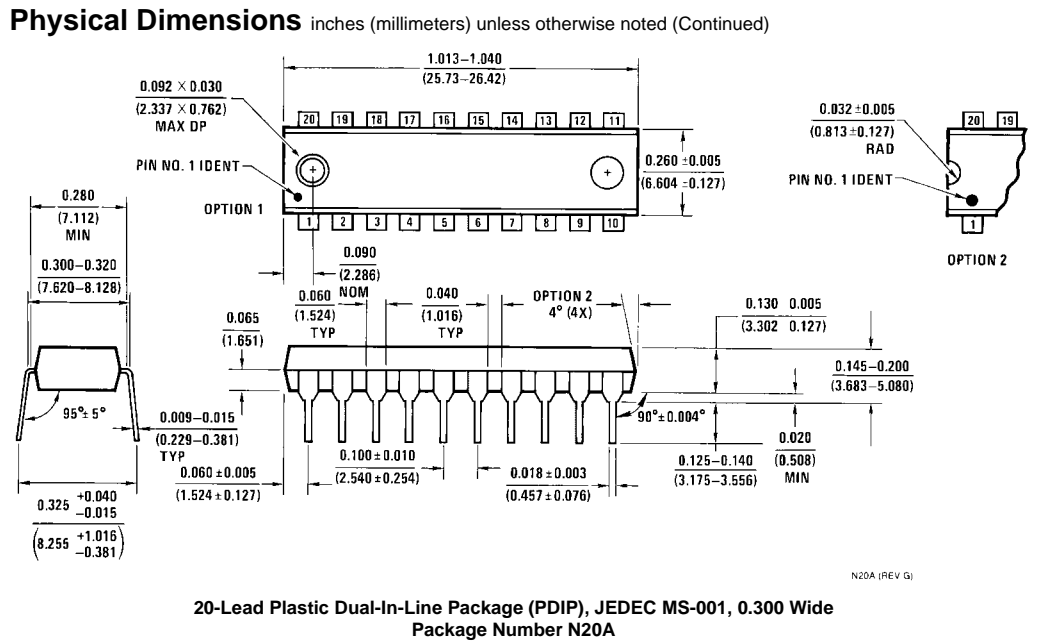 Physical Dimensions inches (millimeters) unless otherwise noted (Continued)
1.013–1.040
(25.73–26.42)
0.092 × 0.030
(2.337 × 0.762)
MAX DP
20 19 18 17 16 15 14 13 12 11
0.032 ±0.005
(0.813±0.127)
RAD
20 19
PIN NO. 1 IDENT
0.260 ±0.005
(6.604 ±0.127)
PIN NO. 1 IDENT
OPTION 1
1 2 3 4 5 6 7 8 9 10
1
OPTION 2
0.280
(7.112)
MIN
0.300–0.320
(7.620–8.128)
0.090
(2.286)
NOM
0.060
(1.524)
TYP
0.040
(1.016)
TYP
OPTION 2
4° (4X)
0.130 0.005
(3.302 0.127)
0.065
(1.651)
0.145–0.200
(3.683–5.080)
95°± 5°
0.009–0.015
(0.229–0.381)
TYP
90°±0.004°
0.020
(0.508)
MIN
0.100 ±0.010
(2.540 ±0.254)
0.125–0.140
(3.175–3.556)
0.060 ±0.005
(1.524 ±0.127)
0.018 ±0.003
(0.457 ±0.076)
0.325 +0.040
−0.015
(8.255 +1.016
−0.381)
N20A (REV G)
20-Lead Plastic Dual-In-Line Package (PDIP), JEDEC MS-001, 0.300 Wide
Package Number N20A